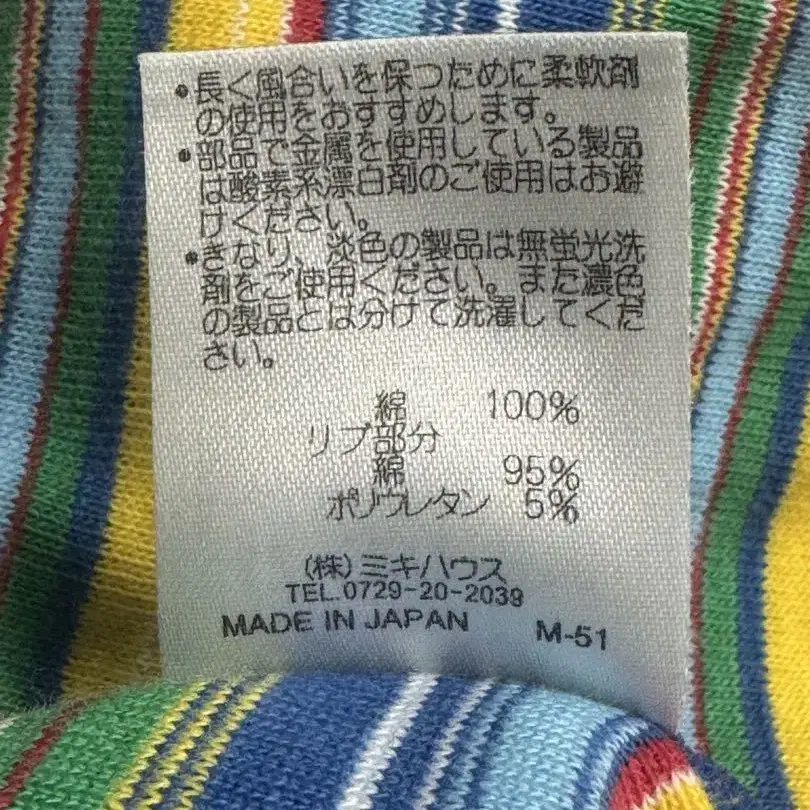 ・長く風合いを保つために柔軟剤
の使用をおすすめします。
・部品で金属を使用している製品
は酸素系漂白剤のご使用はお避
けください。
・きなり、淡色の製品は無蛍光洗
剤をご使用ください。また濃色
の製品とは分けて洗濯してくだ
さい。
綿 100%
リブ部分
綿 95%
ポリウレタン 5%
(株)ミキハウス
TEL.0729-20-2039
MADE IN JAPAN M-51